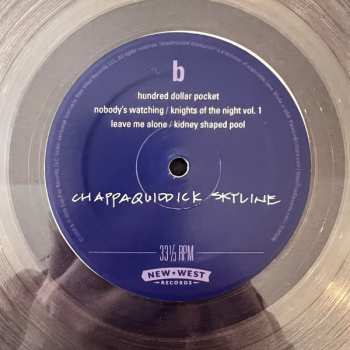 b
hundred dollar pocket
nobody's watching / knights of the night vol. 1
leave me alone / kidney shaped pool
CHAPPAQUIDDICK SKYLINE
33⅓ RPM
NEW • WEST
RECORDS